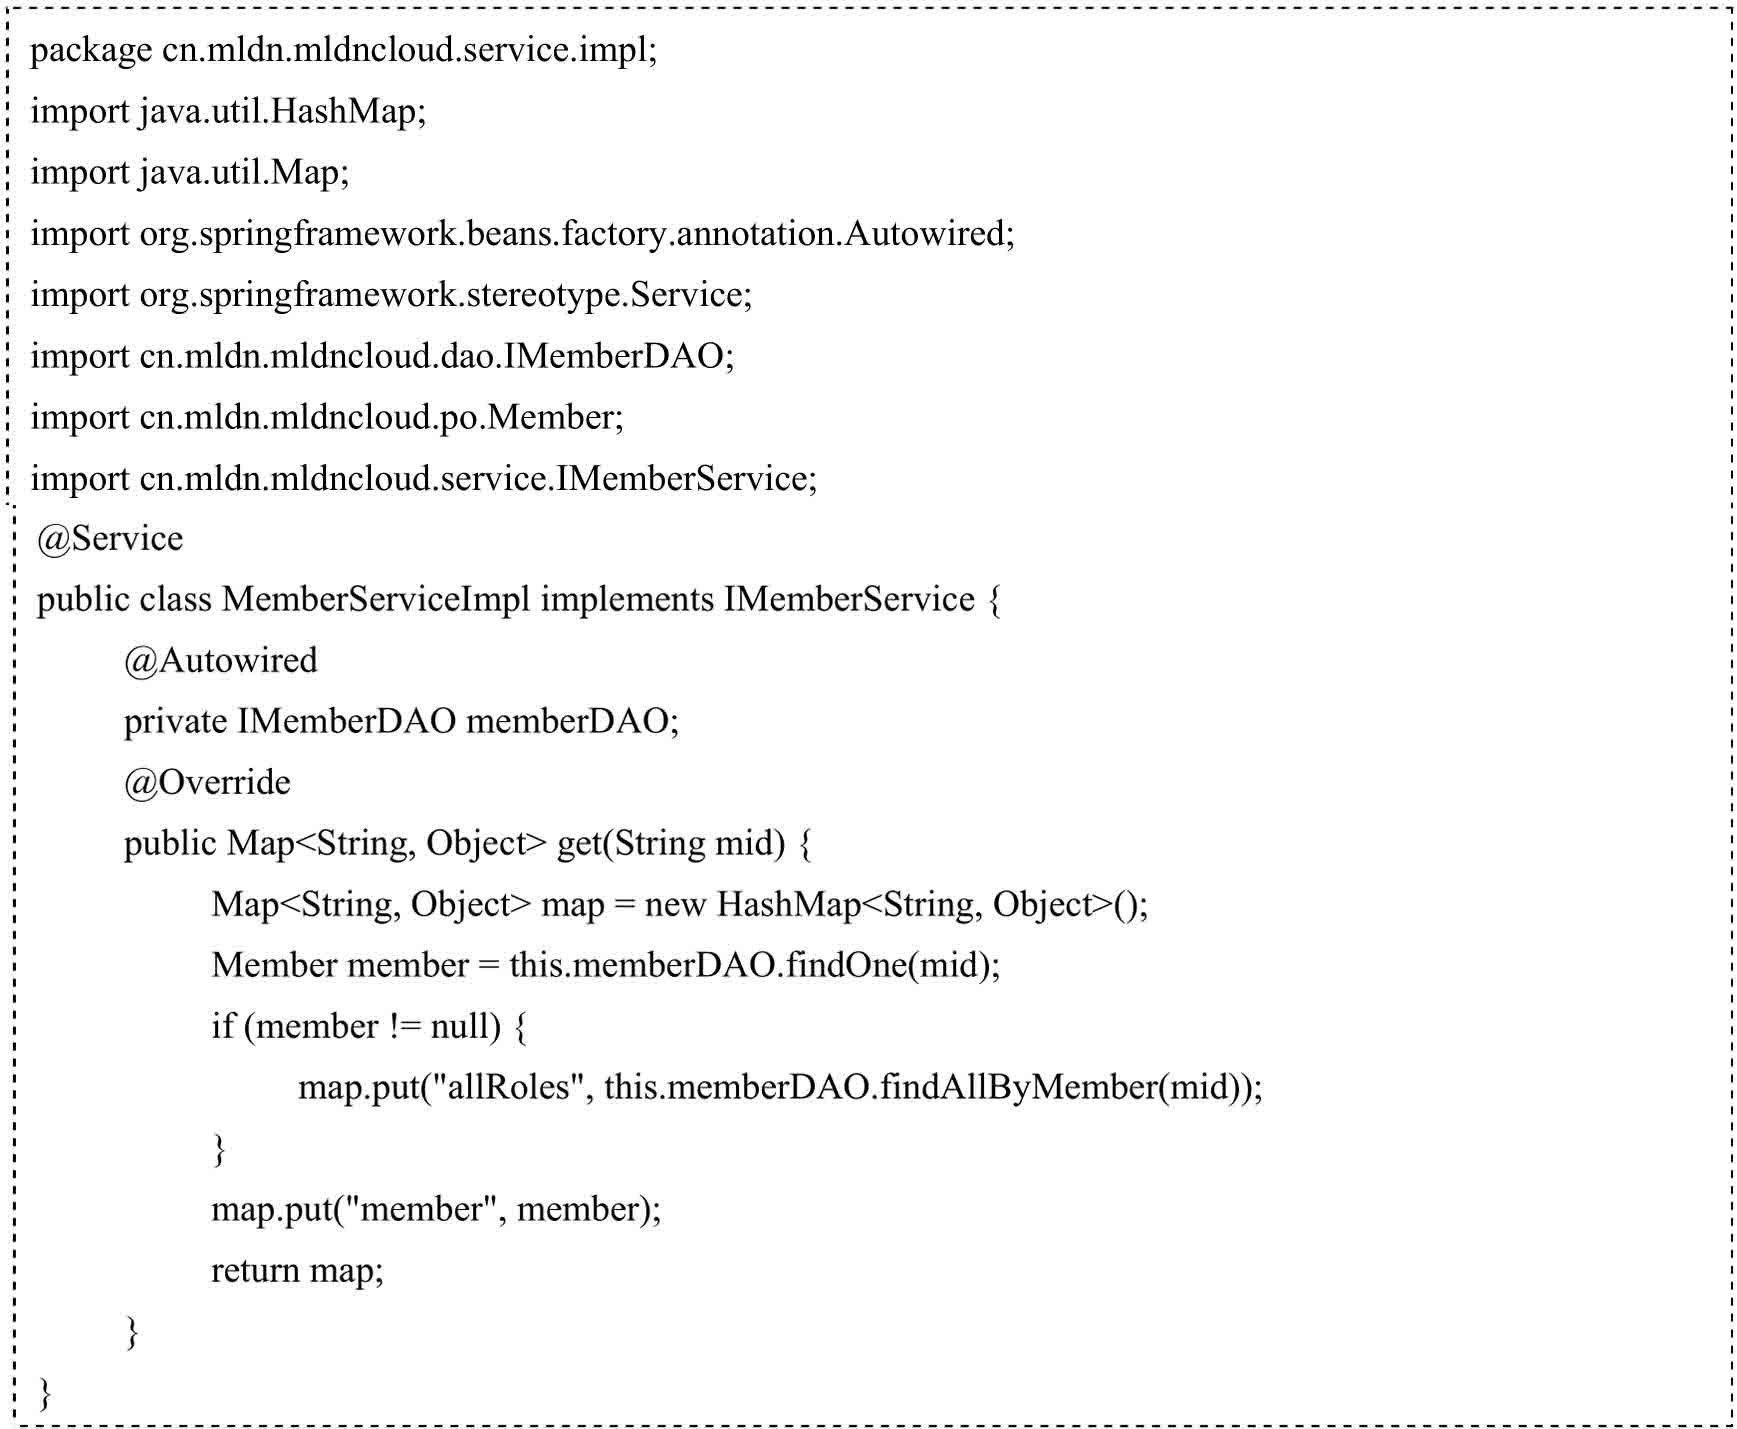 package cn.mldn.mldncloud.service.impl;
import java.util.HashMap;
import java.util.Map;
import org.springframework.beans.factory.annotation.Autowired;
import org.springframework.stereotype.Service;
import cn.mldn.mldncloud.dao.IMemberDAO;
import cn.mldn.mldncloud.po.Member;
import cn.mldn.mldncloud.service.IMemberService;
@Service
public class MemberServiceImpl implements IMemberService {
@Autowired
private IMemberDAO memberDAO;
@Override
public Map<String, Object> get(String mid) {
Map<String, Object> map = new HashMap<String, Object>();
Member member = this.memberDAO.findOne(mid);
if (member != null) {
map.put("allRoles", this.memberDAO.findAllByMember(mid));
}
map.put("member", member);
return map;
}
}